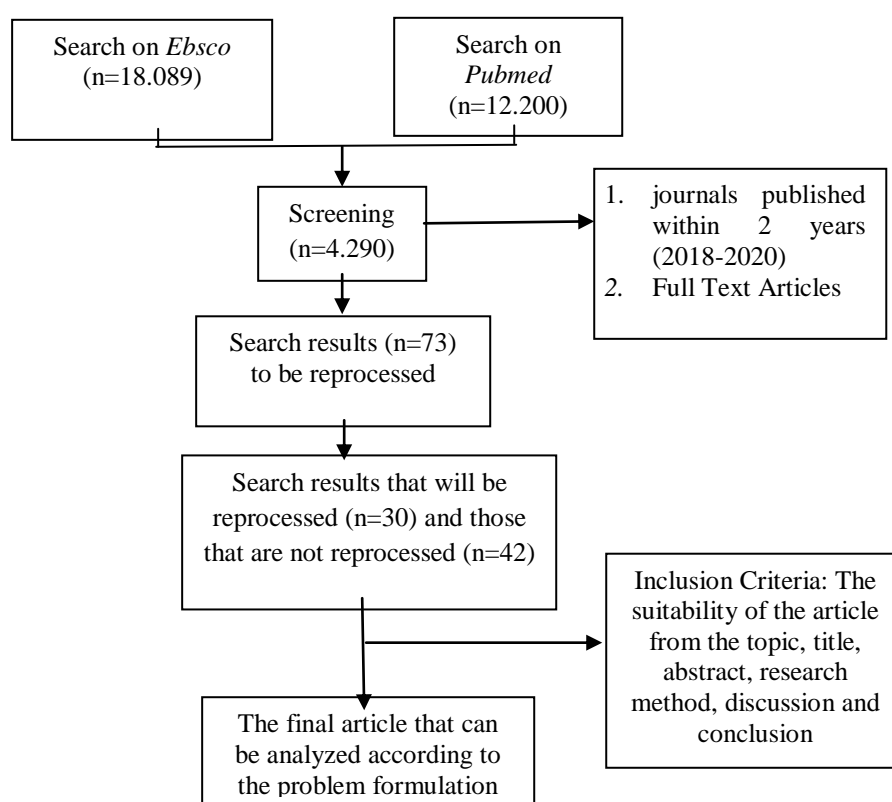 Search on Ebsco
(n=18.089)
Search on
Pubmed
(n=12.200)
Screening
(n=4.290)
1. journals published
within 2 years
(2018-2020)
2. Full Text Articles
Search results (n=73)
to be reprocessed
Search results that will be
reprocessed (n=30) and those
that are not reprocessed (n=42)
Inclusion Criteria: The
suitability of the article
from the topic, title,
abstract, research
method, discussion and
conclusion
The final article that can
be analyzed according to
the problem formulation